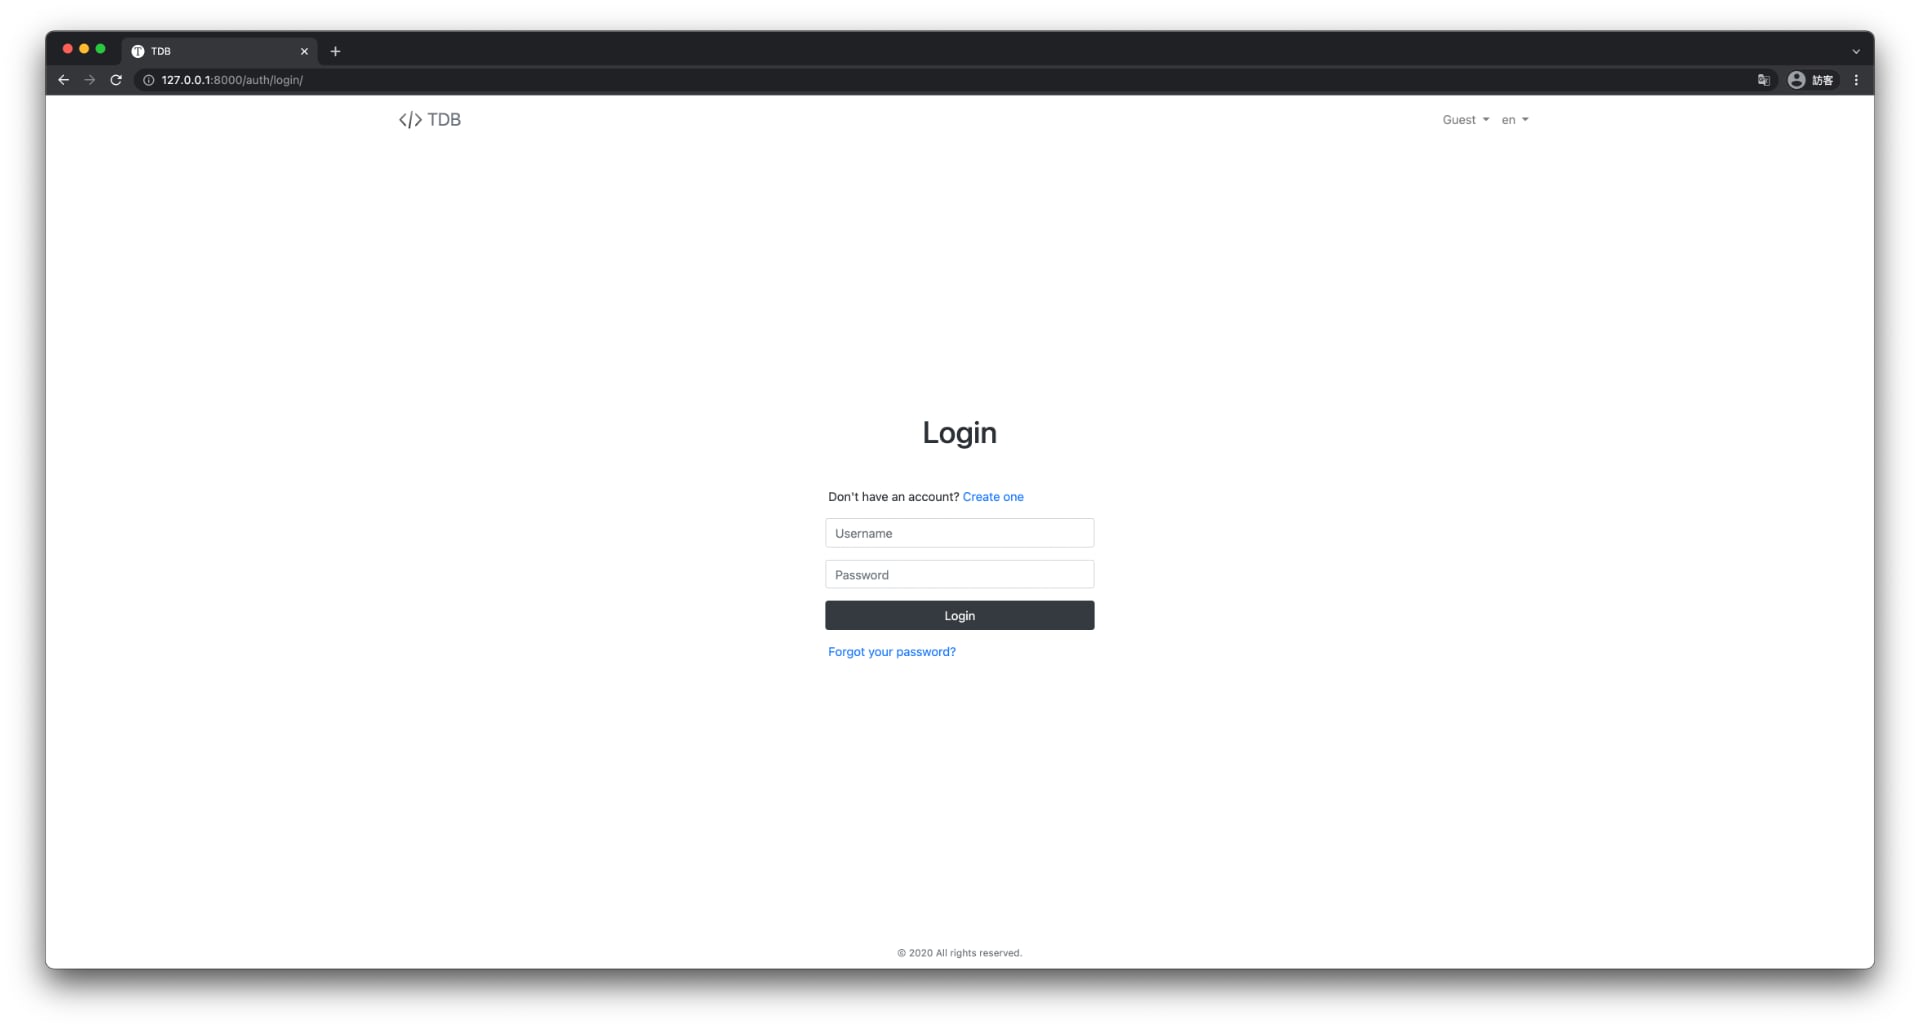 TDB
127.0.0.1:8000/auth/login/
訪客
</> TDB
Guest
en
Login
Don't have an account? Create one
Username
Password
Login
Forgot your password?
© 2020 All rights reserved.